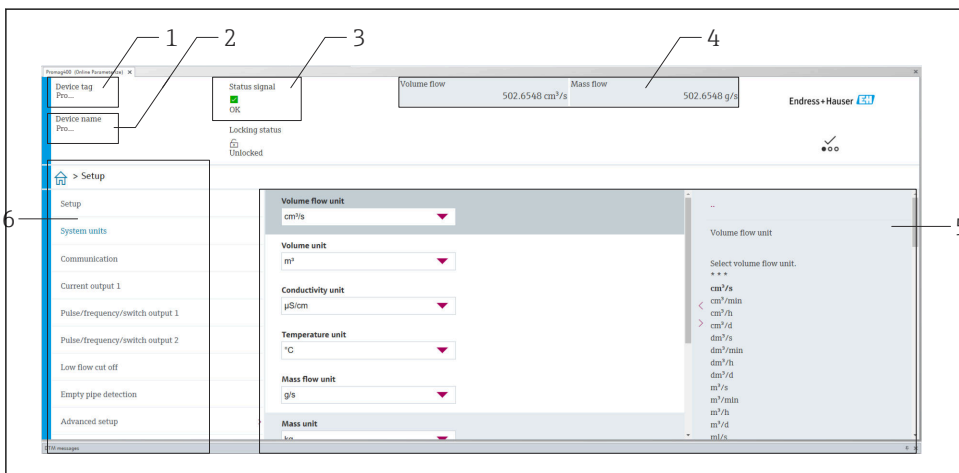 1
2
3
4
Promag400 (Online Parameterize) ×
Device tag
Pro...
Device name
Pro...
Status signal
OK
Locking status
Unlocked
Volume flow
502.6548 cm³/s
Mass flow
502.6548 g/s
Endress+Hauser EH
> Setup
6
Setup
System units
Communication
Current output 1
Pulse/frequency/switch output 1
Pulse/frequency/switch output 2
Low flow cut off
Empty pipe detection
Advanced setup
Volume flow unit
cm³/s
Volume unit
m³
Conductivity unit
µS/cm
Temperature unit
°C
Mass flow unit
g/s
Mass unit
kg
..
Volume flow unit
Select volume flow unit.
* * *
cm³/s
cm³/min
cm³/h
cm³/d
dm³/s
dm³/min
dm³/h
dm³/d
m³/s
m³/min
m³/h
m³/d
ml/s
5
DTM messages